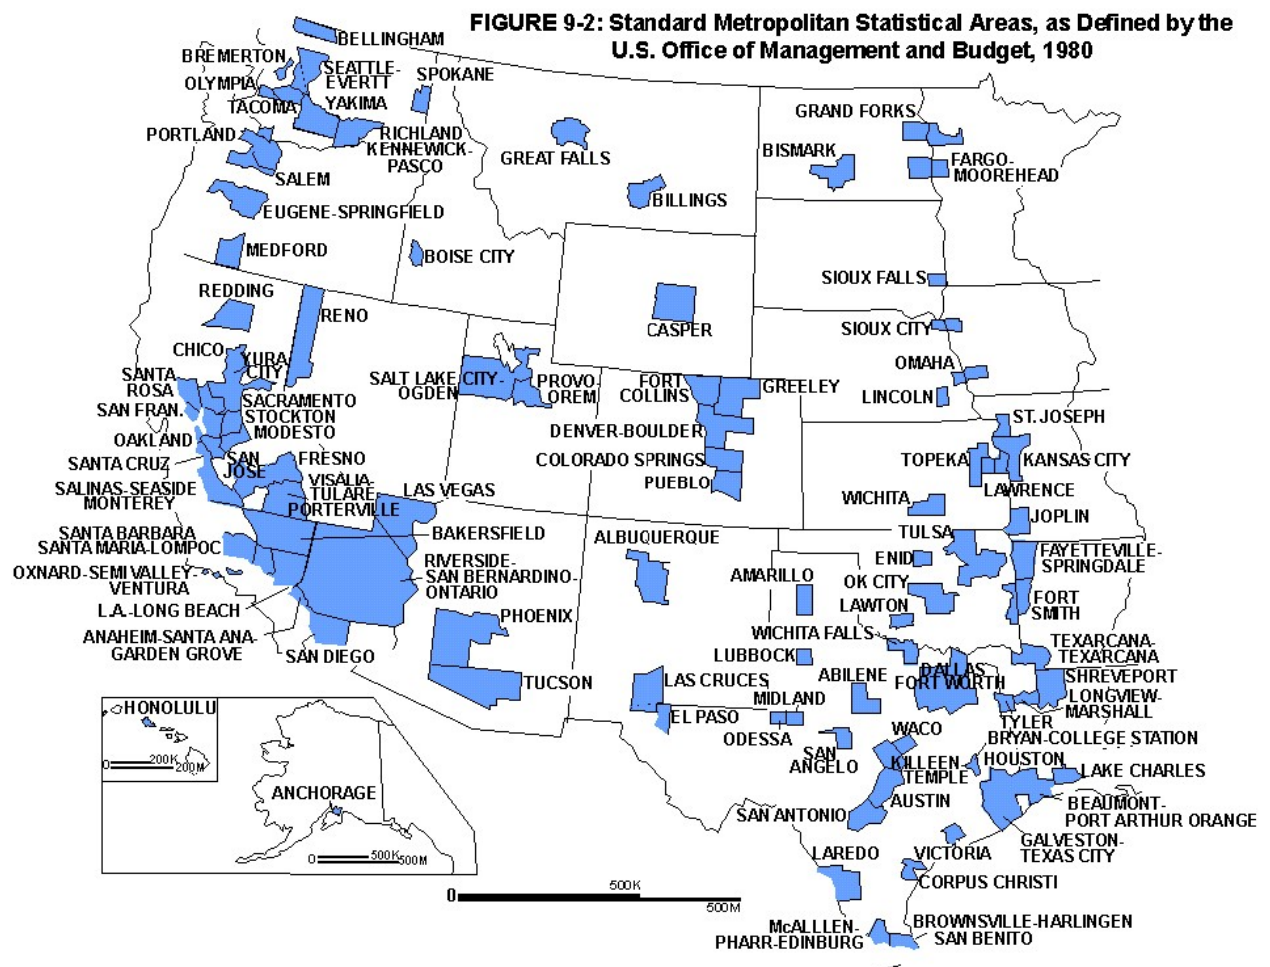 FIGURE 9-2: Standard Metropolitan Statistical Areas, as Defined by the
U.S. Office of Management and Budget, 1980
BELLINGHAM
BREMERTON
SEATTLE-
EVERTT
SPOKANE
OLYMPIA
TACOMA
YAKIMA
PORTLAND
RICHLAND
KENNEWICK-
PASCO
SALEM
EUGENE-SPRINGFIELD
MEDFORD
BOISE CITY
GREAT FALLS
BILLINGS
GRAND FORKS
BISMARK
FARGO-
MOOREHEAD
SIOUX FALLS
SIOUX CITY
OMAHA
LINCOLN
CASPER
REDDING
RENO
CHICO
YURA
CITY
SANTA
ROSA
SAN FRAN.
SACRAMENTO
STOCKTON
MODESTO
OAKLAND
SANTA CRUZ
SAN
JOSE
FRESNO
SALINAS-SEASIDE
MONTEREY
VISALIA-
TULARE
PORTERVILLE
LAS VEGAS
SANTA BARBARA
SANTA MARIA-LOMPOC
BAKERSFIELD
OXNARD-SEMI VALLEY-
VENTURA
RIVERSIDE-
SAN BERNARDINO-
ONTARIO
L.A.-LONG BEACH
ANAHEIM-SANTA ANA-
GARDEN GROVE
SAN DIEGO
PHOENIX
TUCSON
SALT LAKE CITY-
OGDEN
PROVO-
OREM
FORT
COLLINS
GREELEY
DENVER-BOULDER
COLORADO SPRINGS
PUEBLO
ST. JOSEPH
TOPEKA
KANSAS CITY
LAWRENCE
WICHITA
JOPLIN
TULSA
ENID
FAYETTEVILLE-
SPRINGDALE
OK CITY
FORT
SMITH
LAWTON
ALBUQUERQUE
AMARILLO
WICHITA FALLS
LUBBOCK
TEXARCANA-
TEXARCANA
LAS CRUCES
ABILENE
DALLAS
FORT WORTH
SHREVEPORT
MIDLAND
LONGVIEW-
MARSHALL
EL PASO
ODESSA
TYLER
WACO
BRYAN-COLLEGE STATION
SAN
ANGELO
KILLEEN-
TEMPLE
HOUSTON
LAKE CHARLES
AUSTIN
BEAUMONT-
PORT ARTHUR ORANGE
SAN ANTONIO
GALVESTON-
TEXAS CITY
LAREDO
VICTORIA
CORPUS CHRISTI
McALLLEN-
PHARR-EDINBURG
BROWNSVILLE-HARLINGEN
SAN BENITO
HONOLULU
0
200K
200M
ANCHORAGE
0
500K
500M
0
500K
500M